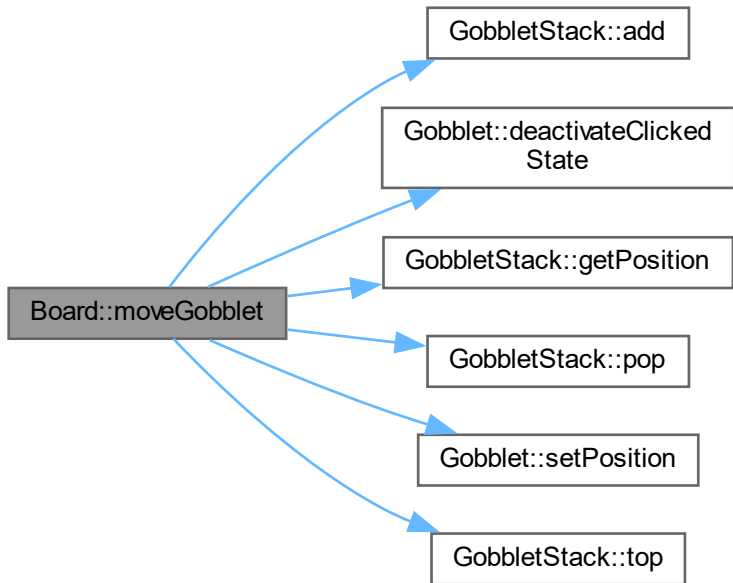 GobbletStack::add
Gobblet::deactivateClicked
State
GobbletStack::getPosition
Board::moveGobblet
GobbletStack::pop
Gobblet::setPosition
GobbletStack::top